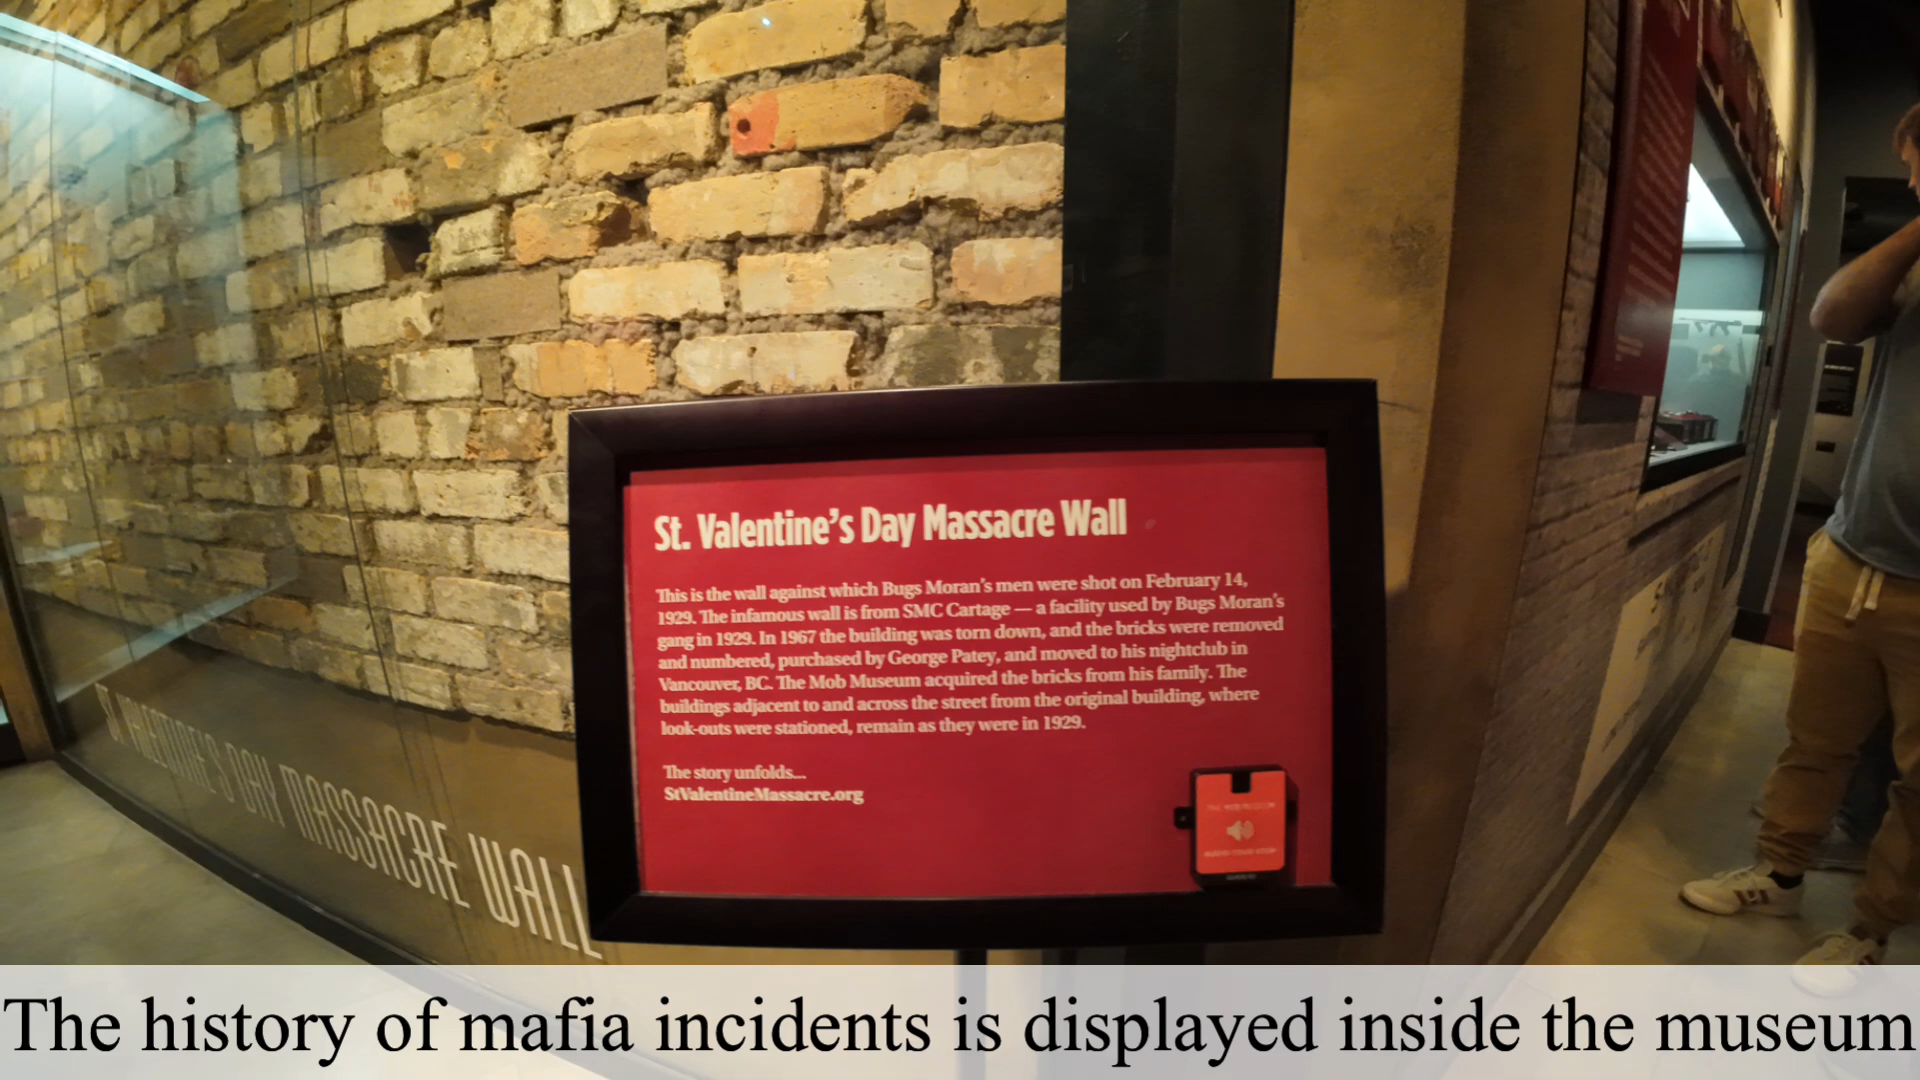 St. Valentine's Day Massacre Wall
This is the wall against which Bugs Moran's men were shot on February 14,
1929. The infamous wall is from SMC Cartage — a facility used by Bugs Moran's
gang in 1929. In 1967 the building was torn down, and the bricks were removed
and numbered, purchased by George Patey, and moved to his nightclub in
Vancouver, BC. The Mob Museum acquired the bricks from his family. The
buildings adjacent to and across the street from the original building, where
look-outs were stationed, remain as they were in 1929.
The story unfolds...
StValentineMassacre.org
ST. VALENTINE'S DAY MASSACRE WALL
The history of mafia incidents is displayed inside the museum